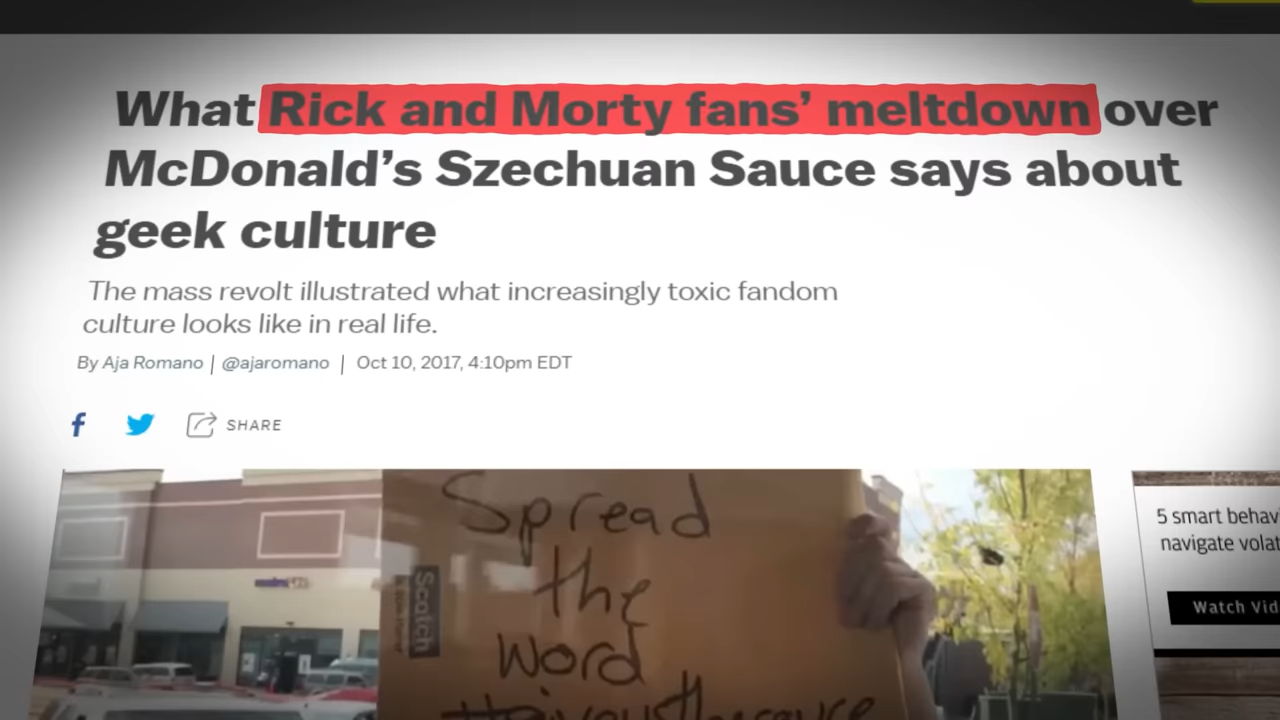 What Rick and Morty fans’ meltdown over
McDonald’s Szechuan Sauce says about
geek culture
The mass revolt illustrated what increasingly toxic fandom
culture looks like in real life.
By Aja Romano | @ajaromano | Oct 10, 2017, 4:10pm EDT
SHARE
Spread
the
word
Scotch
5 smart behav
navigate volat
Watch Vid